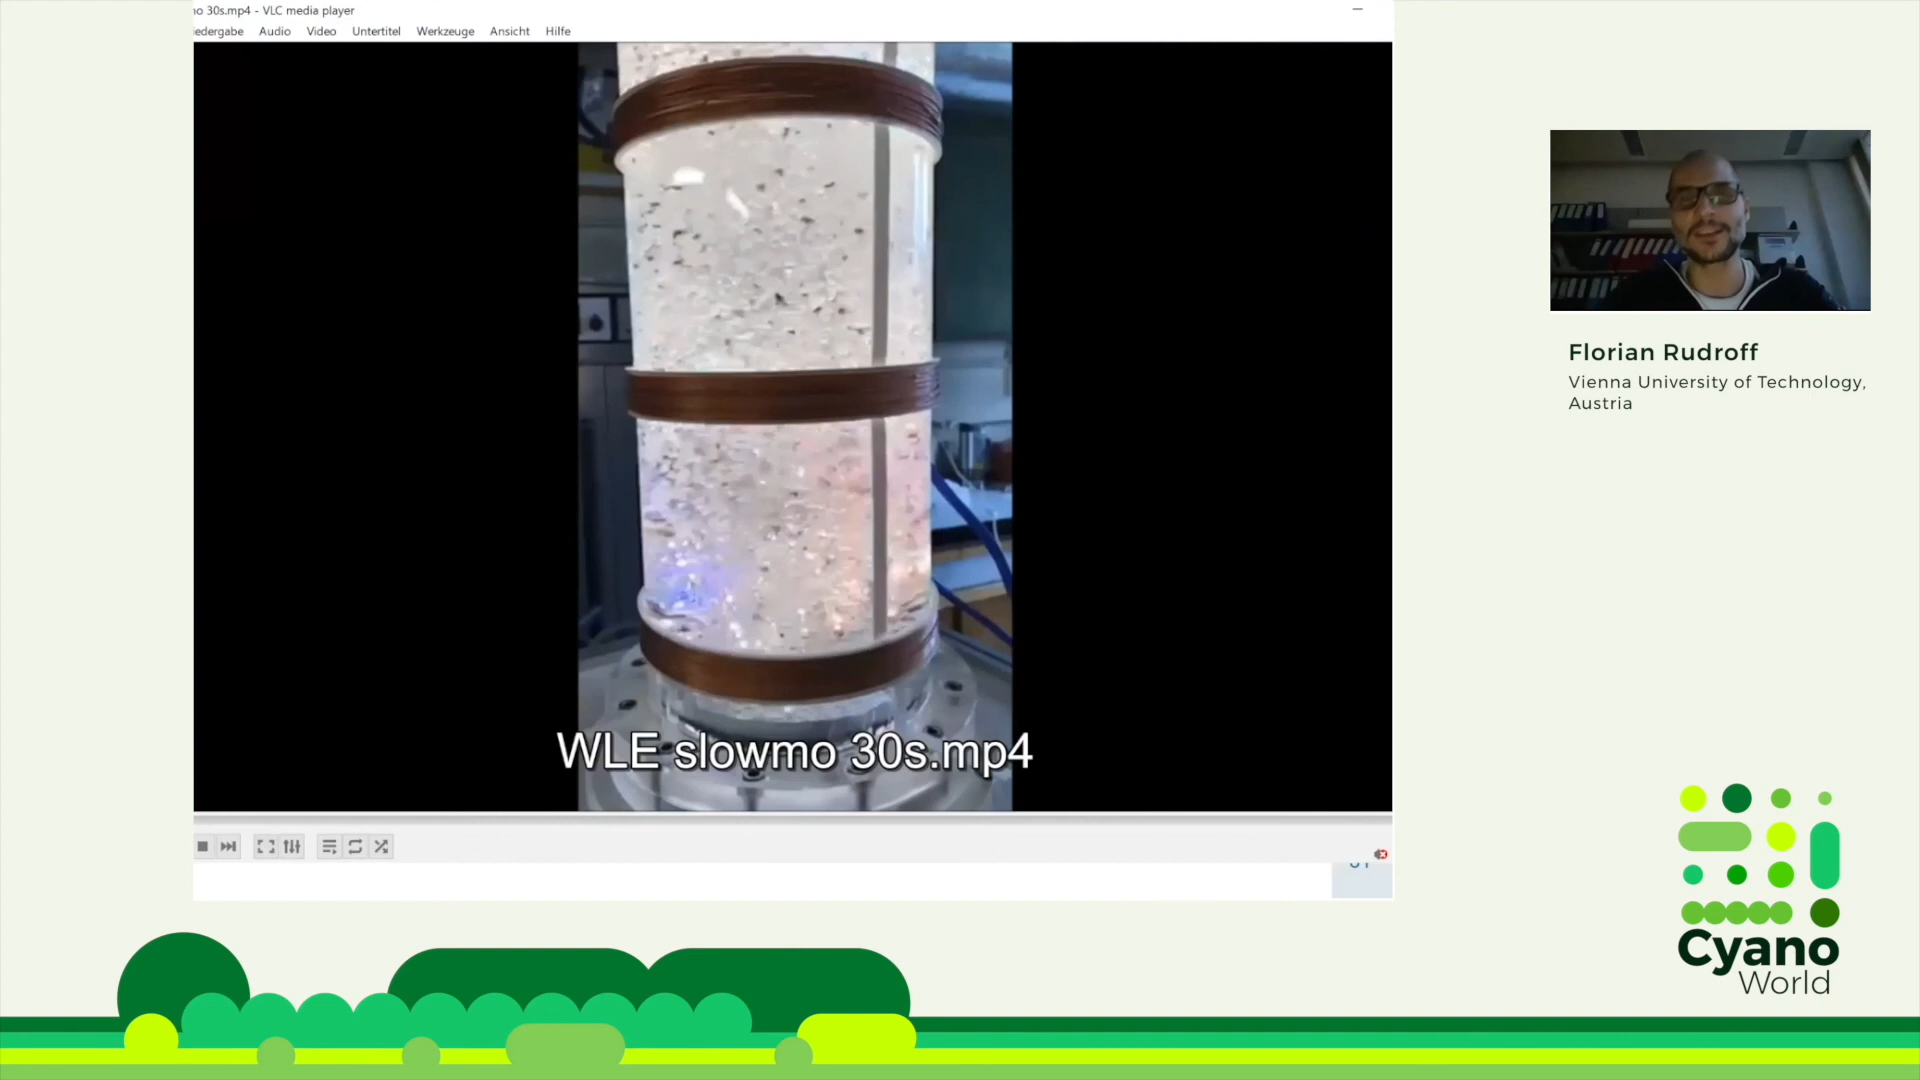 o 30s.mp4 - VLC media player
iedergabe Audio Video Untertitel Werkzeuge Ansicht Hilfe
WLE slowmo 30s.mp4
Florian Rudroff
Vienna University of Technology,
Austria
Cyano
World